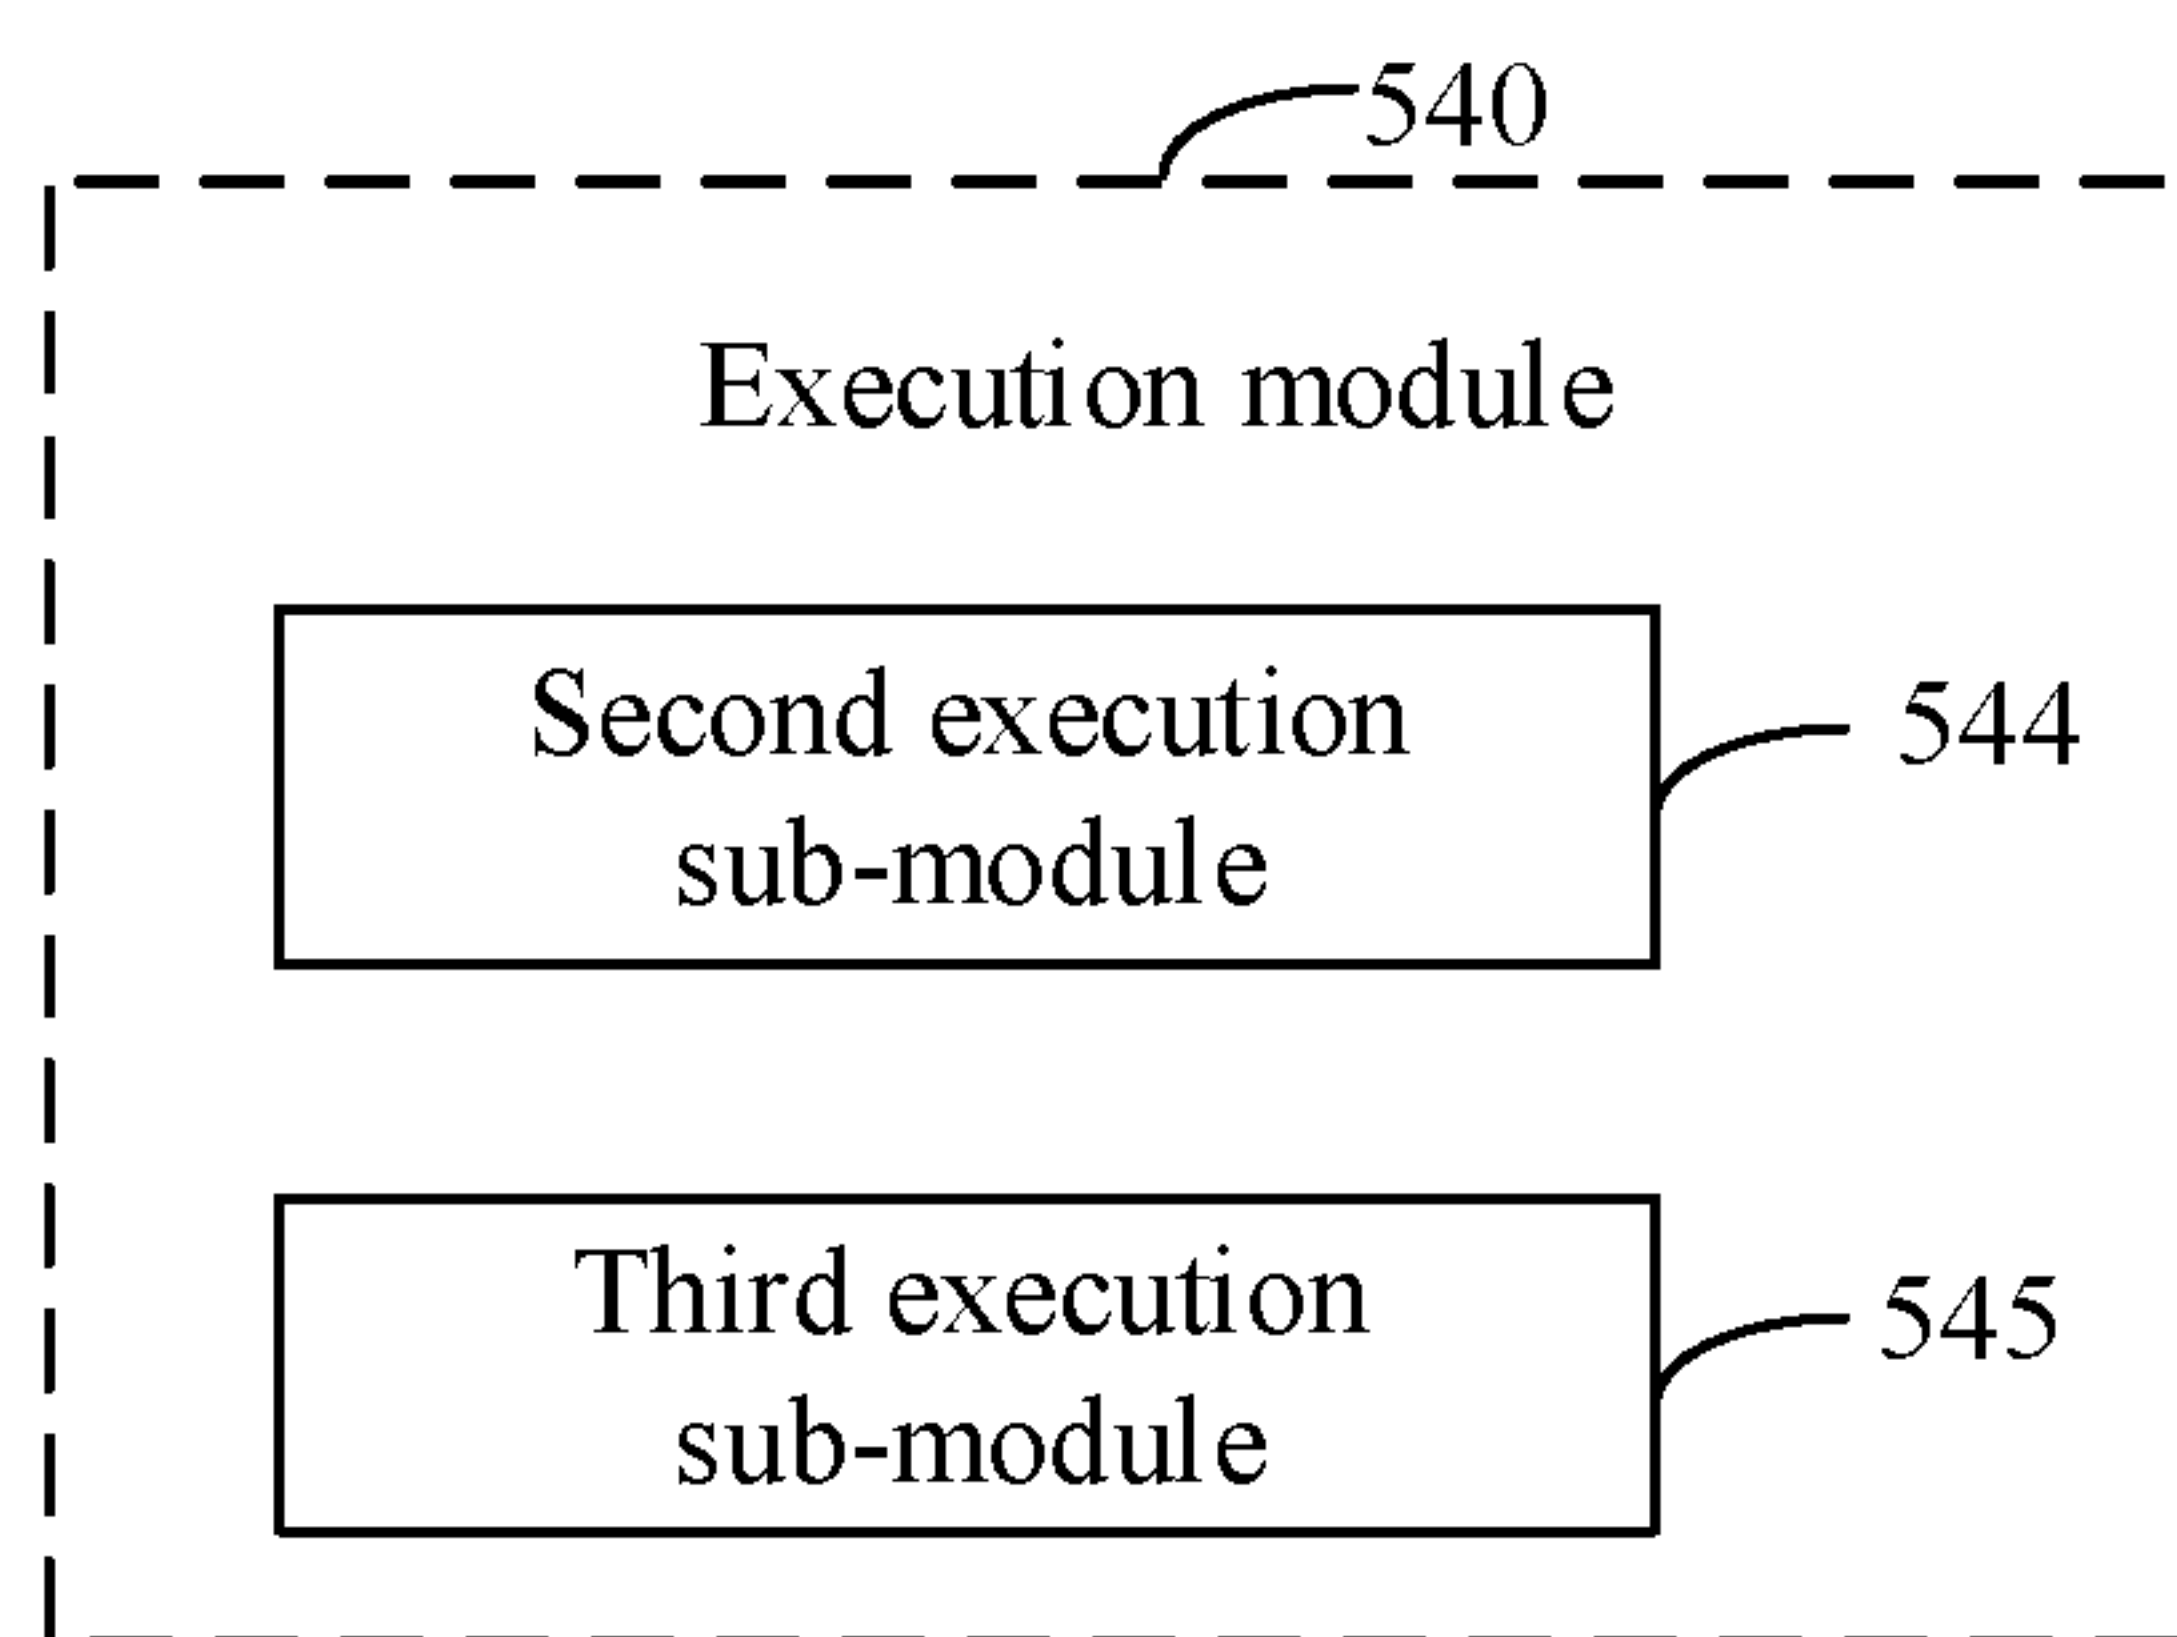 540
Execution module
Second execution
sub-module
544
Third execution
sub-module
545